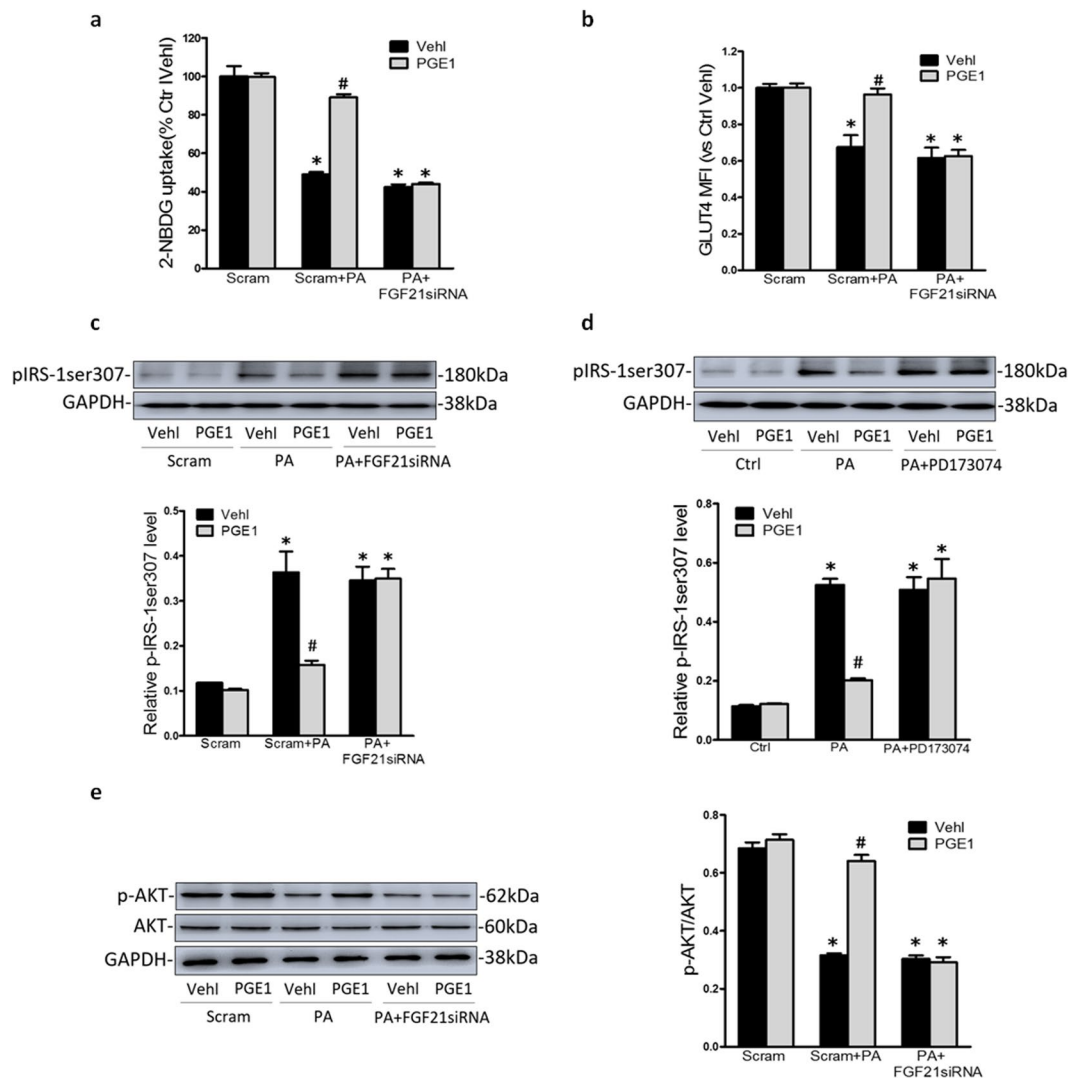 a
2-NBDG uptake(% Ctr lVehl)
120
100
80
60
40
20
0
Vehl
PGE1
*
#
* *
Scram Scram+PA PA+
FGF21siRNA
b
GLUT4 MFI (vs Ctrl Vehl)
1.2
1.0
0.8
0.6
0.4
0.2
0.0
Vehl
PGE1
*
#
* *
Scram Scram+PA PA+
FGF21siRNA
c
pIRS-1ser307- -180kDa
GAPDH- -38kDa
Vehl PGE1 Vehl PGE1 Vehl PGE1
Scram PA PA+FGF21siRNA
Relative p-IRS-1ser307 level
0.5
0.4
0.3
0.2
0.1
0.0
Vehl
PGE1
*
#
* *
Scram Scram+PA PA+
FGF21siRNA
d
pIRS-1ser307- -180kDa
GAPDH- -38kDa
Vehl PGE1 Vehl PGE1 Vehl PGE1
Ctrl PA PA+PD173074
Relative p-IRS-1ser307 level
0.8
0.6
0.4
0.2
0.0
Vehl
PGE1
*
#
* *
Ctrl PA PA+PD173074
e
p-AKT- -62kDa
AKT- -60kDa
GAPDH- -38kDa
Vehl PGE1 Vehl PGE1 Vehl PGE1
Scram PA PA+FGF21siRNA
p-AKT/AKT
0.8
0.6
0.4
0.2
0.0
Vehl
PGE1
*
#
* *
Scram Scram+PA PA+
FGF21siRNA